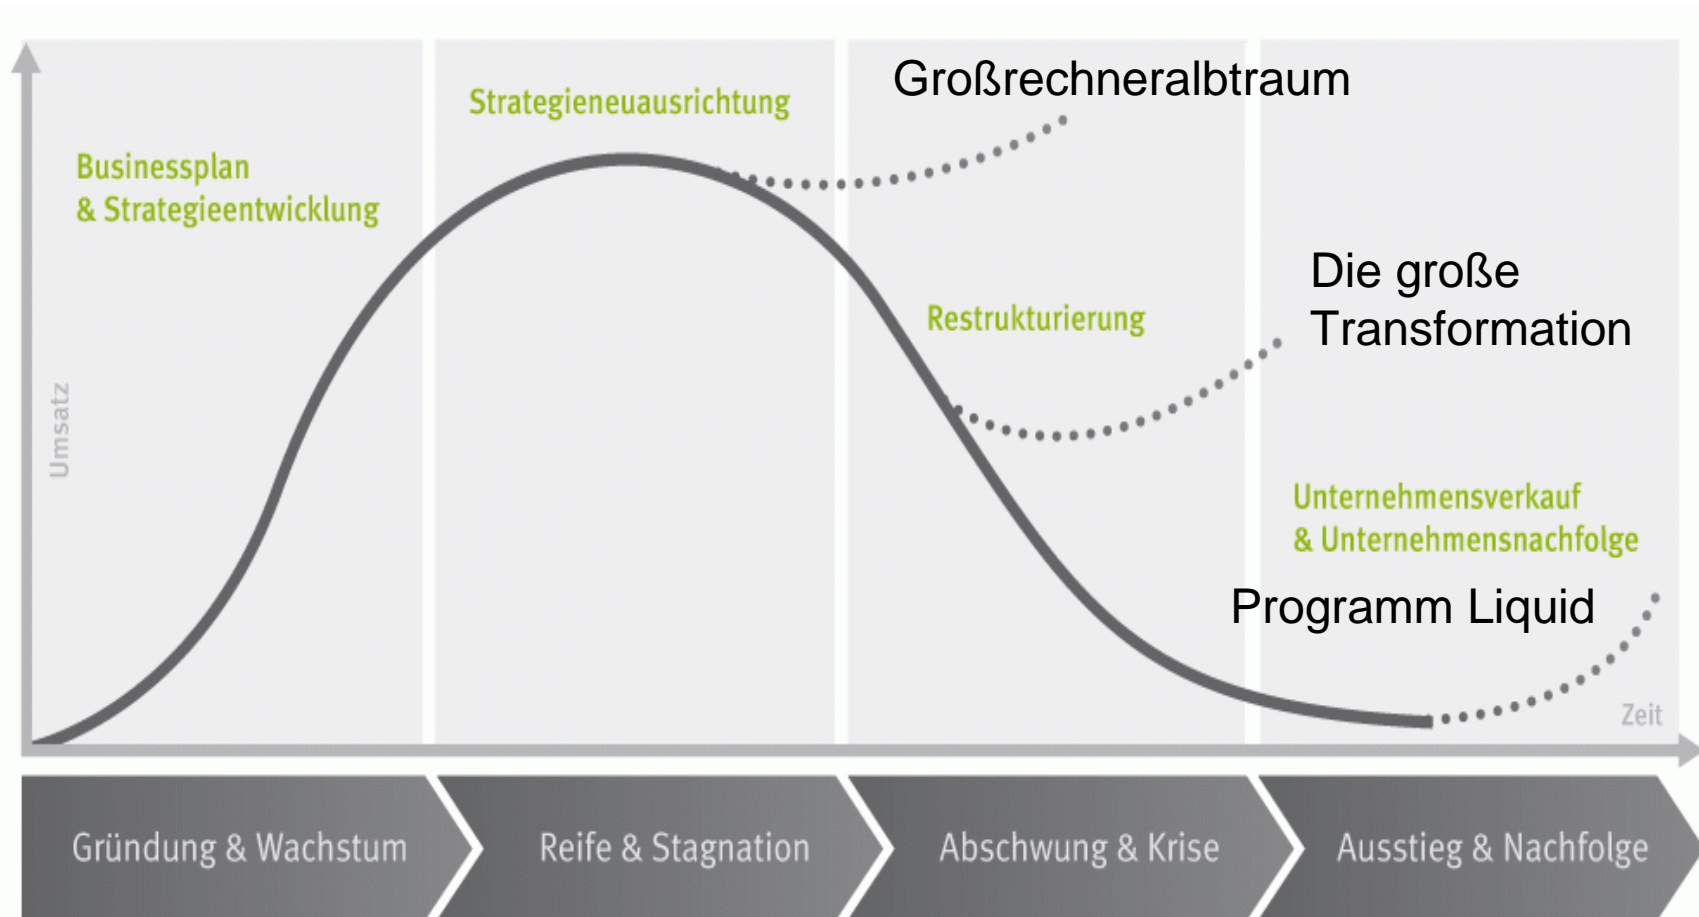 Großrechneralbtraum
Strategieneuausrichtung
Businessplan
& Strategieentwicklung
Die große
Transformation
Restrukturierung
Umsatz
Unternehmensverkauf
& Unternehmensnachfolge
Programm Liquid
Zeit
Gründung & Wachstum
Reife & Stagnation
Abschwung & Krise
Ausstieg & Nachfolge